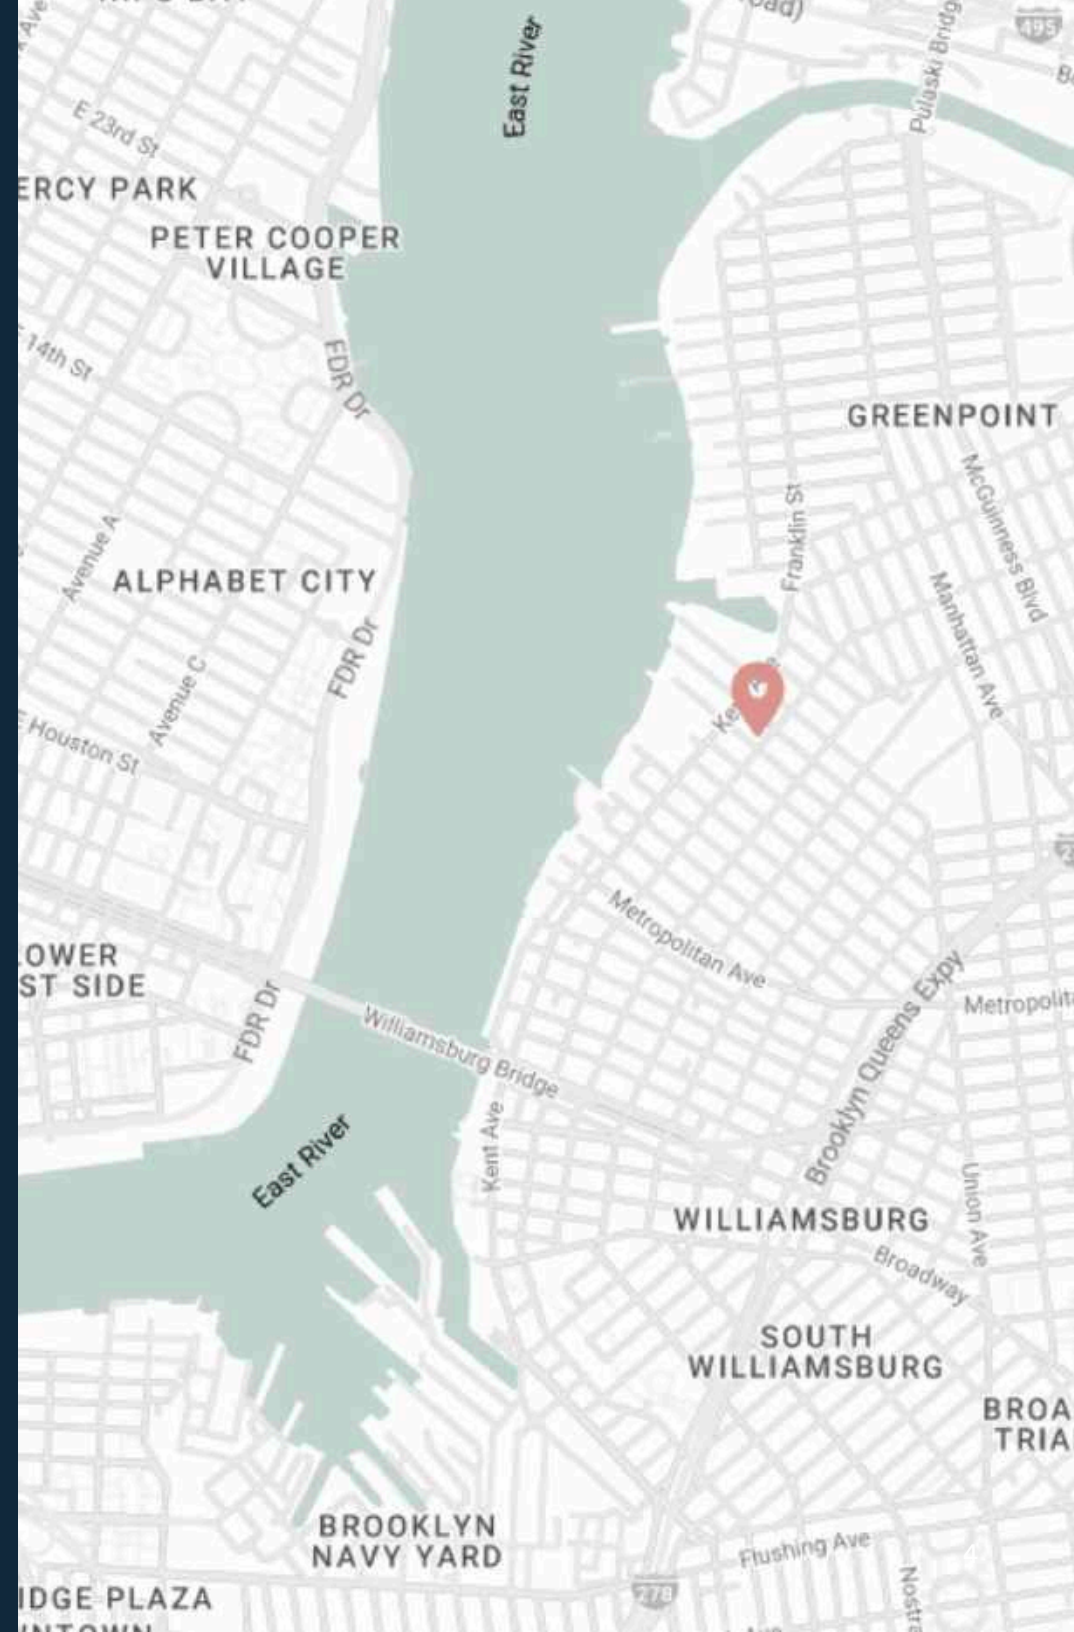 East River
Pulaski Bridg
495
E 23rd St
ERCY PARK
PETER COOPER
VILLAGE
14th St
FDR Dr
GREENPOINT
McGuinness Blvd
Franklin St
Avenue A
ALPHABET CITY
Manhattan Ave
FDR Dr
Avenue C
Ke
E Houston St
Metropolitan Ave
OWER
ST SIDE
Brooklyn Queens Expy
Metropolit
FDR Dr
Williamsburg Bridge
Kent Ave
East River
Union Ave
WILLIAMSBURG
Broadway
SOUTH
WILLIAMSBURG
BROA
TRIA
BROOKLYN
NAVY YARD
Flushing Ave
4
278
Nostra
IDGE PLAZA